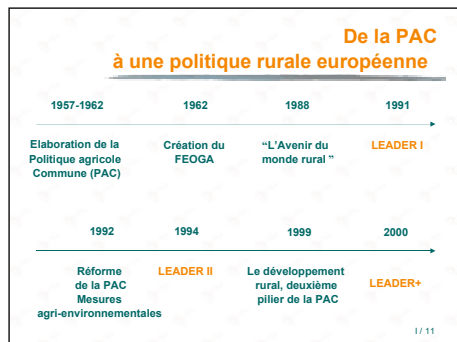 De la PAC
à une politique rurale européenne
1957-1962 1962 1988 1991
Elaboration de la Création du “L'Avenir du LEADER I
Politique agricole FEOGA monde rural ”
Commune (PAC)
1992 1994 1999 2000
Réforme LEADER II Le développement
de la PAC rural, deuxième LEADER+
Mesures pilier de la PAC
agri-environnementales
I / 11